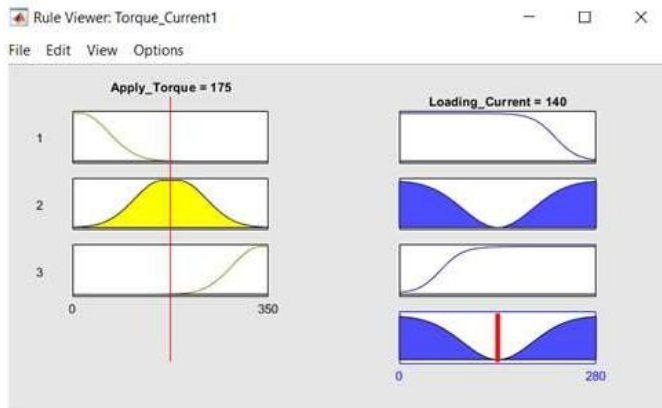 Rule Viewer: Torque_Current1
File Edit View Options
Apply_Torque = 175
Loading_Current = 140
1
2
3
0 350
0 280